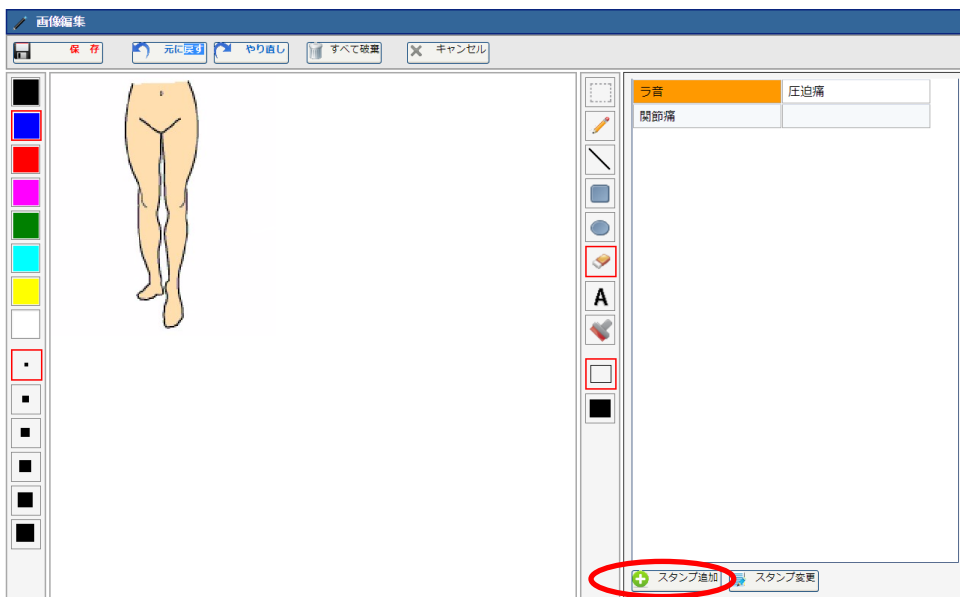 画像編集
保 存 元に戻す やり直し すべて破棄 キャンセル
ラ音 圧迫痛
関節痛
A
スタンプ追加 スタンプ変更